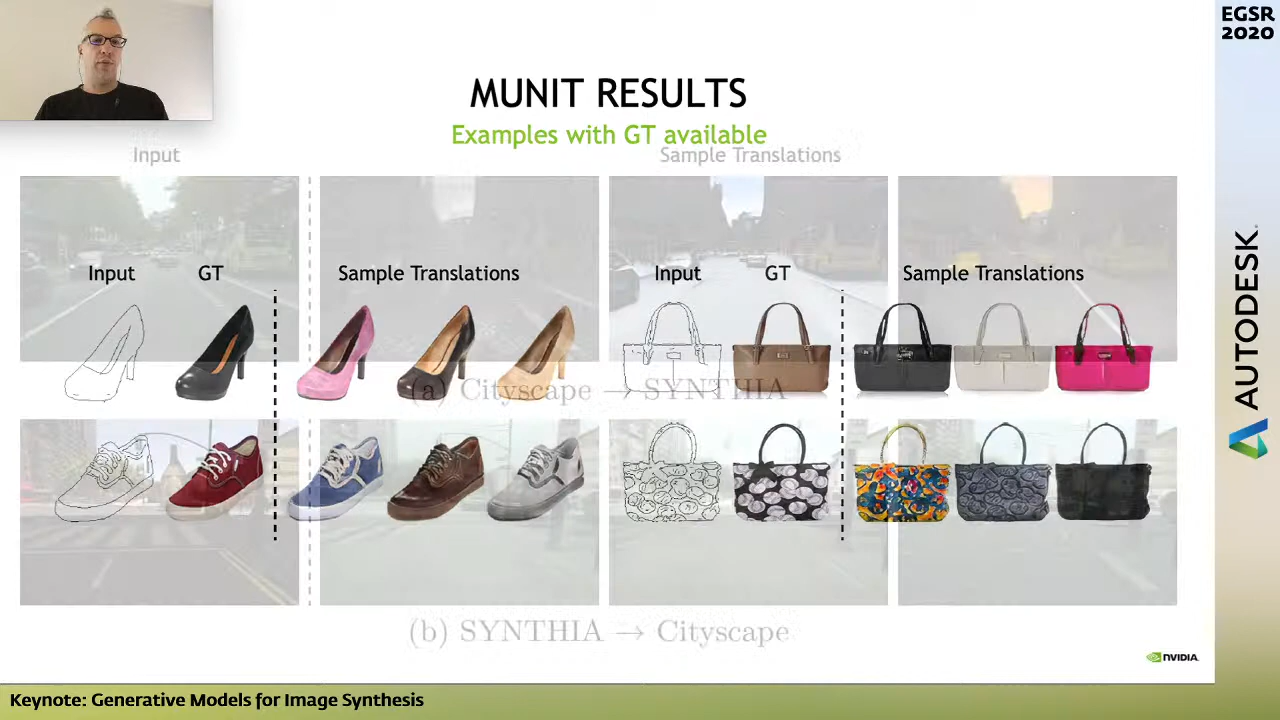 EGSR
2020
MUNIT RESULTS
Examples with GT available
Input
Sample Translations
Input
GT
Sample Translations
Input
GT
Sample Translations
(a) Cityscape → SYNTHIA
(b) SYNTHIA → Cityscape
AUTODESK
NVIDIA
Keynote: Generative Models for Image Synthesis